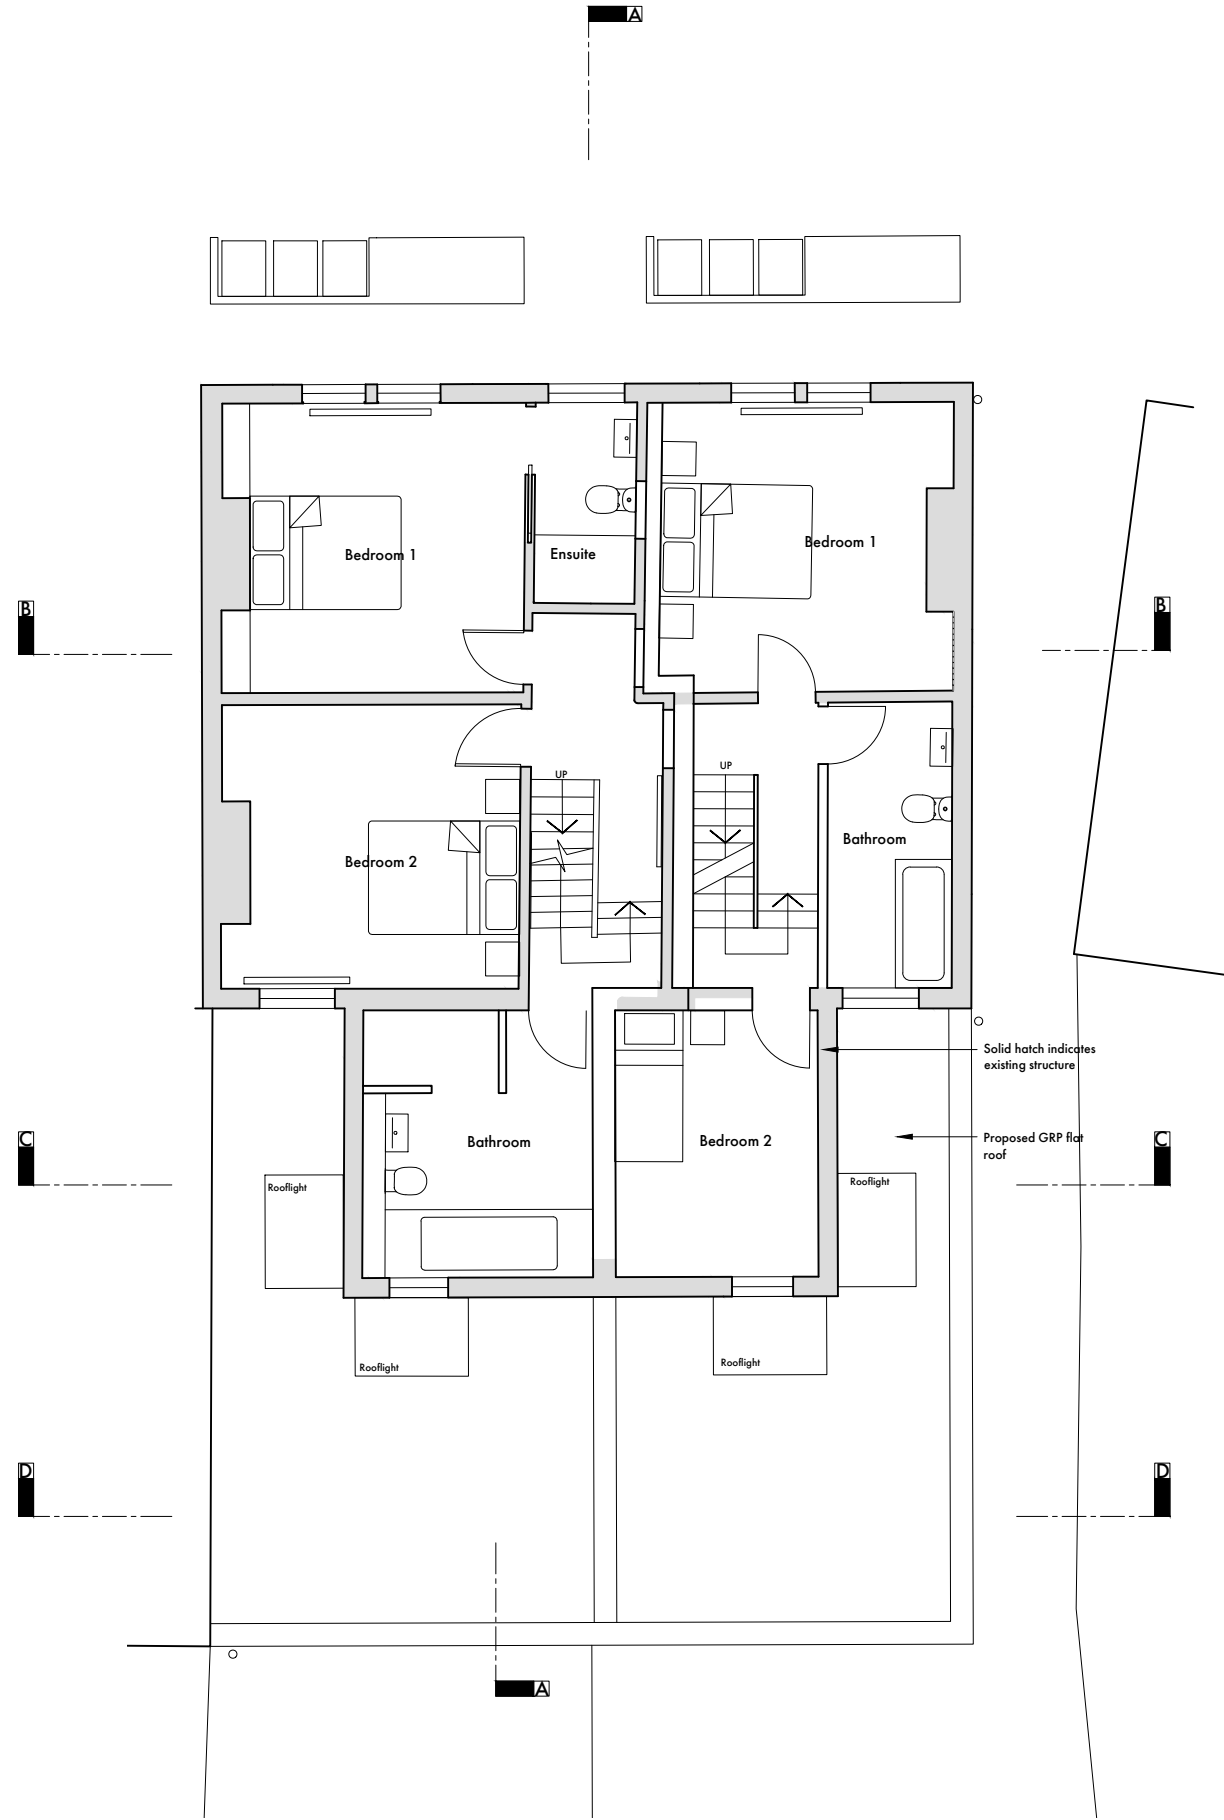 A
Bedroom 1
Ensuite
Bedroom 1
B
B
UP
UP
Bathroom
Bedroom 2
Solid hatch indicates
existing structure
Bathroom
Bedroom 2
Proposed GRP flat
roof
C
C
Rooflight
Rooflight
Rooflight
Rooflight
D
D
A